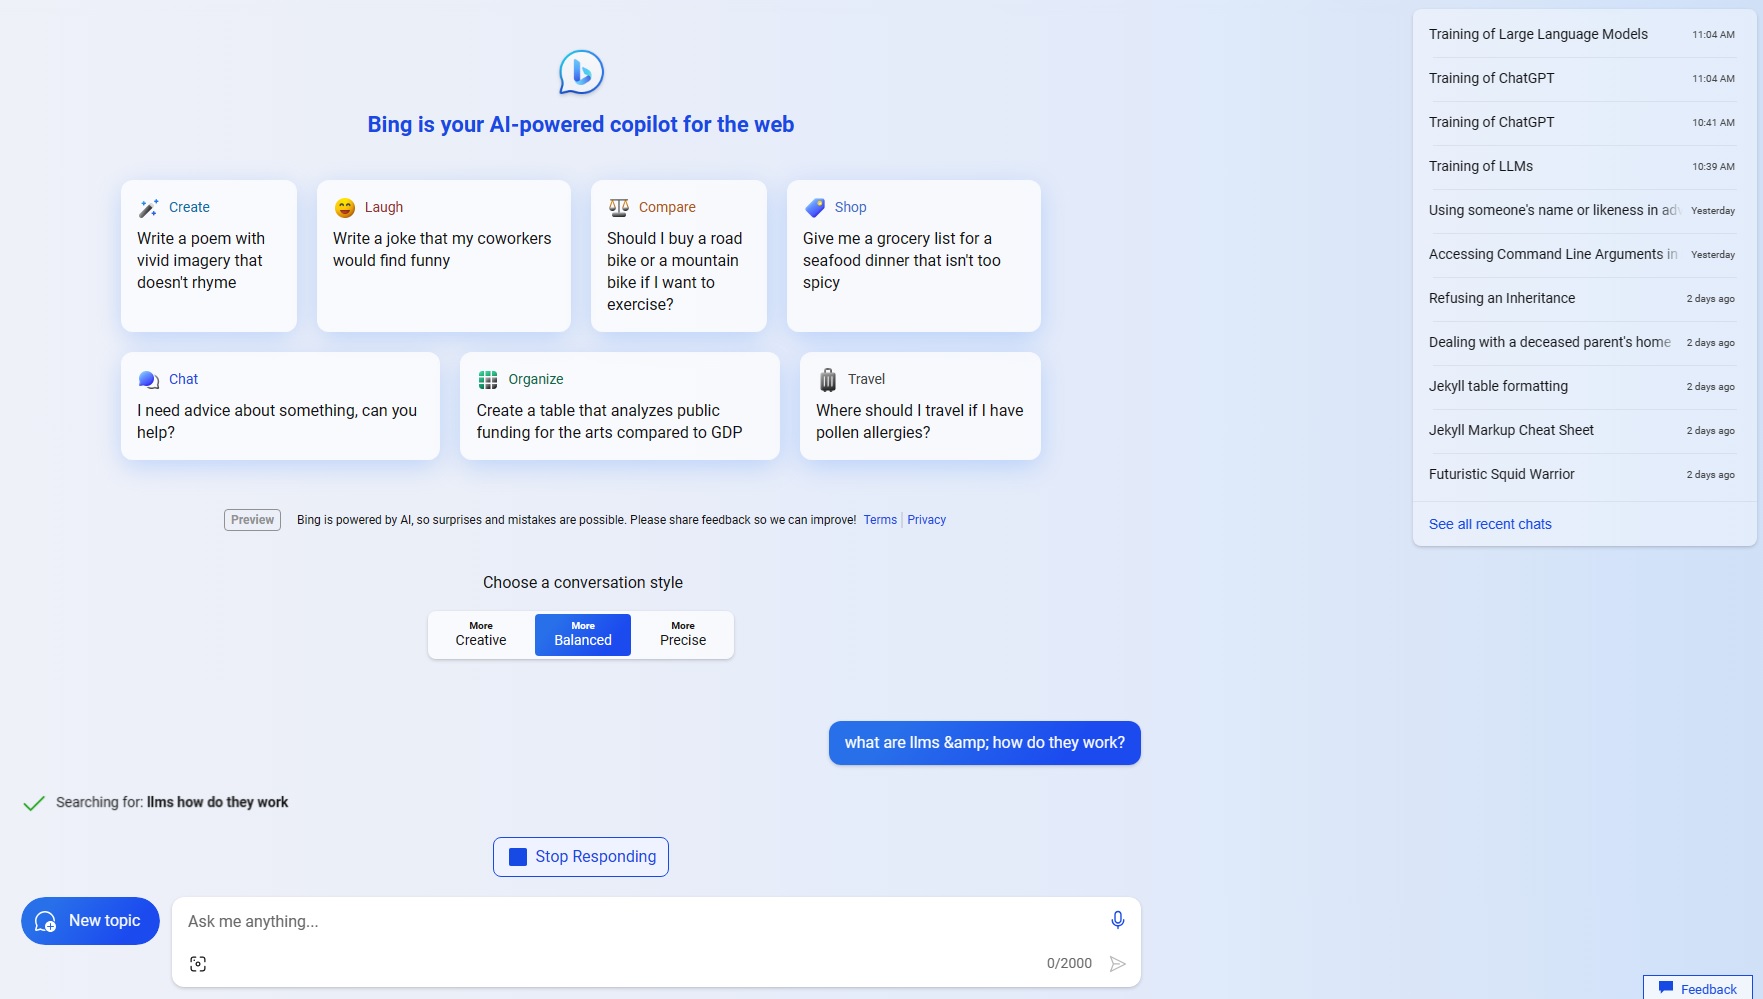 Bing is your AI-powered copilot for the web
Create
Write a poem with
vivid imagery that
doesn't rhyme
Laugh
Write a joke that my coworkers
would find funny
Compare
Should I buy a road
bike or a mountain
bike if I want to
exercise?
Shop
Give me a grocery list for a
seafood dinner that isn't too
spicy
Chat
I need advice about something, can you
help?
Organize
Create a table that analyzes public
funding for the arts compared to GDP
Travel
Where should I travel if I have
pollen allergies?
Preview Bing is powered by AI, so surprises and mistakes are possible. Please share feedback so we can improve! Terms Privacy
Choose a conversation style
More
Creative
More
Balanced
More
Precise
what are llms &amp; how do they work?
Searching for: llms how do they work
Stop Responding
New topic
Ask me anything...
0/2000
Training of Large Language Models 11:04 AM
Training of ChatGPT 11:04 AM
Training of ChatGPT 10:41 AM
Training of LLMs 10:39 AM
Using someone's name or likeness in adv Yesterday
Accessing Command Line Arguments in Yesterday
Refusing an Inheritance 2 days ago
Dealing with a deceased parent's home 2 days ago
Jekyll table formatting 2 days ago
Jekyll Markup Cheat Sheet 2 days ago
Futuristic Squid Warrior 2 days ago
See all recent chats
Feedback